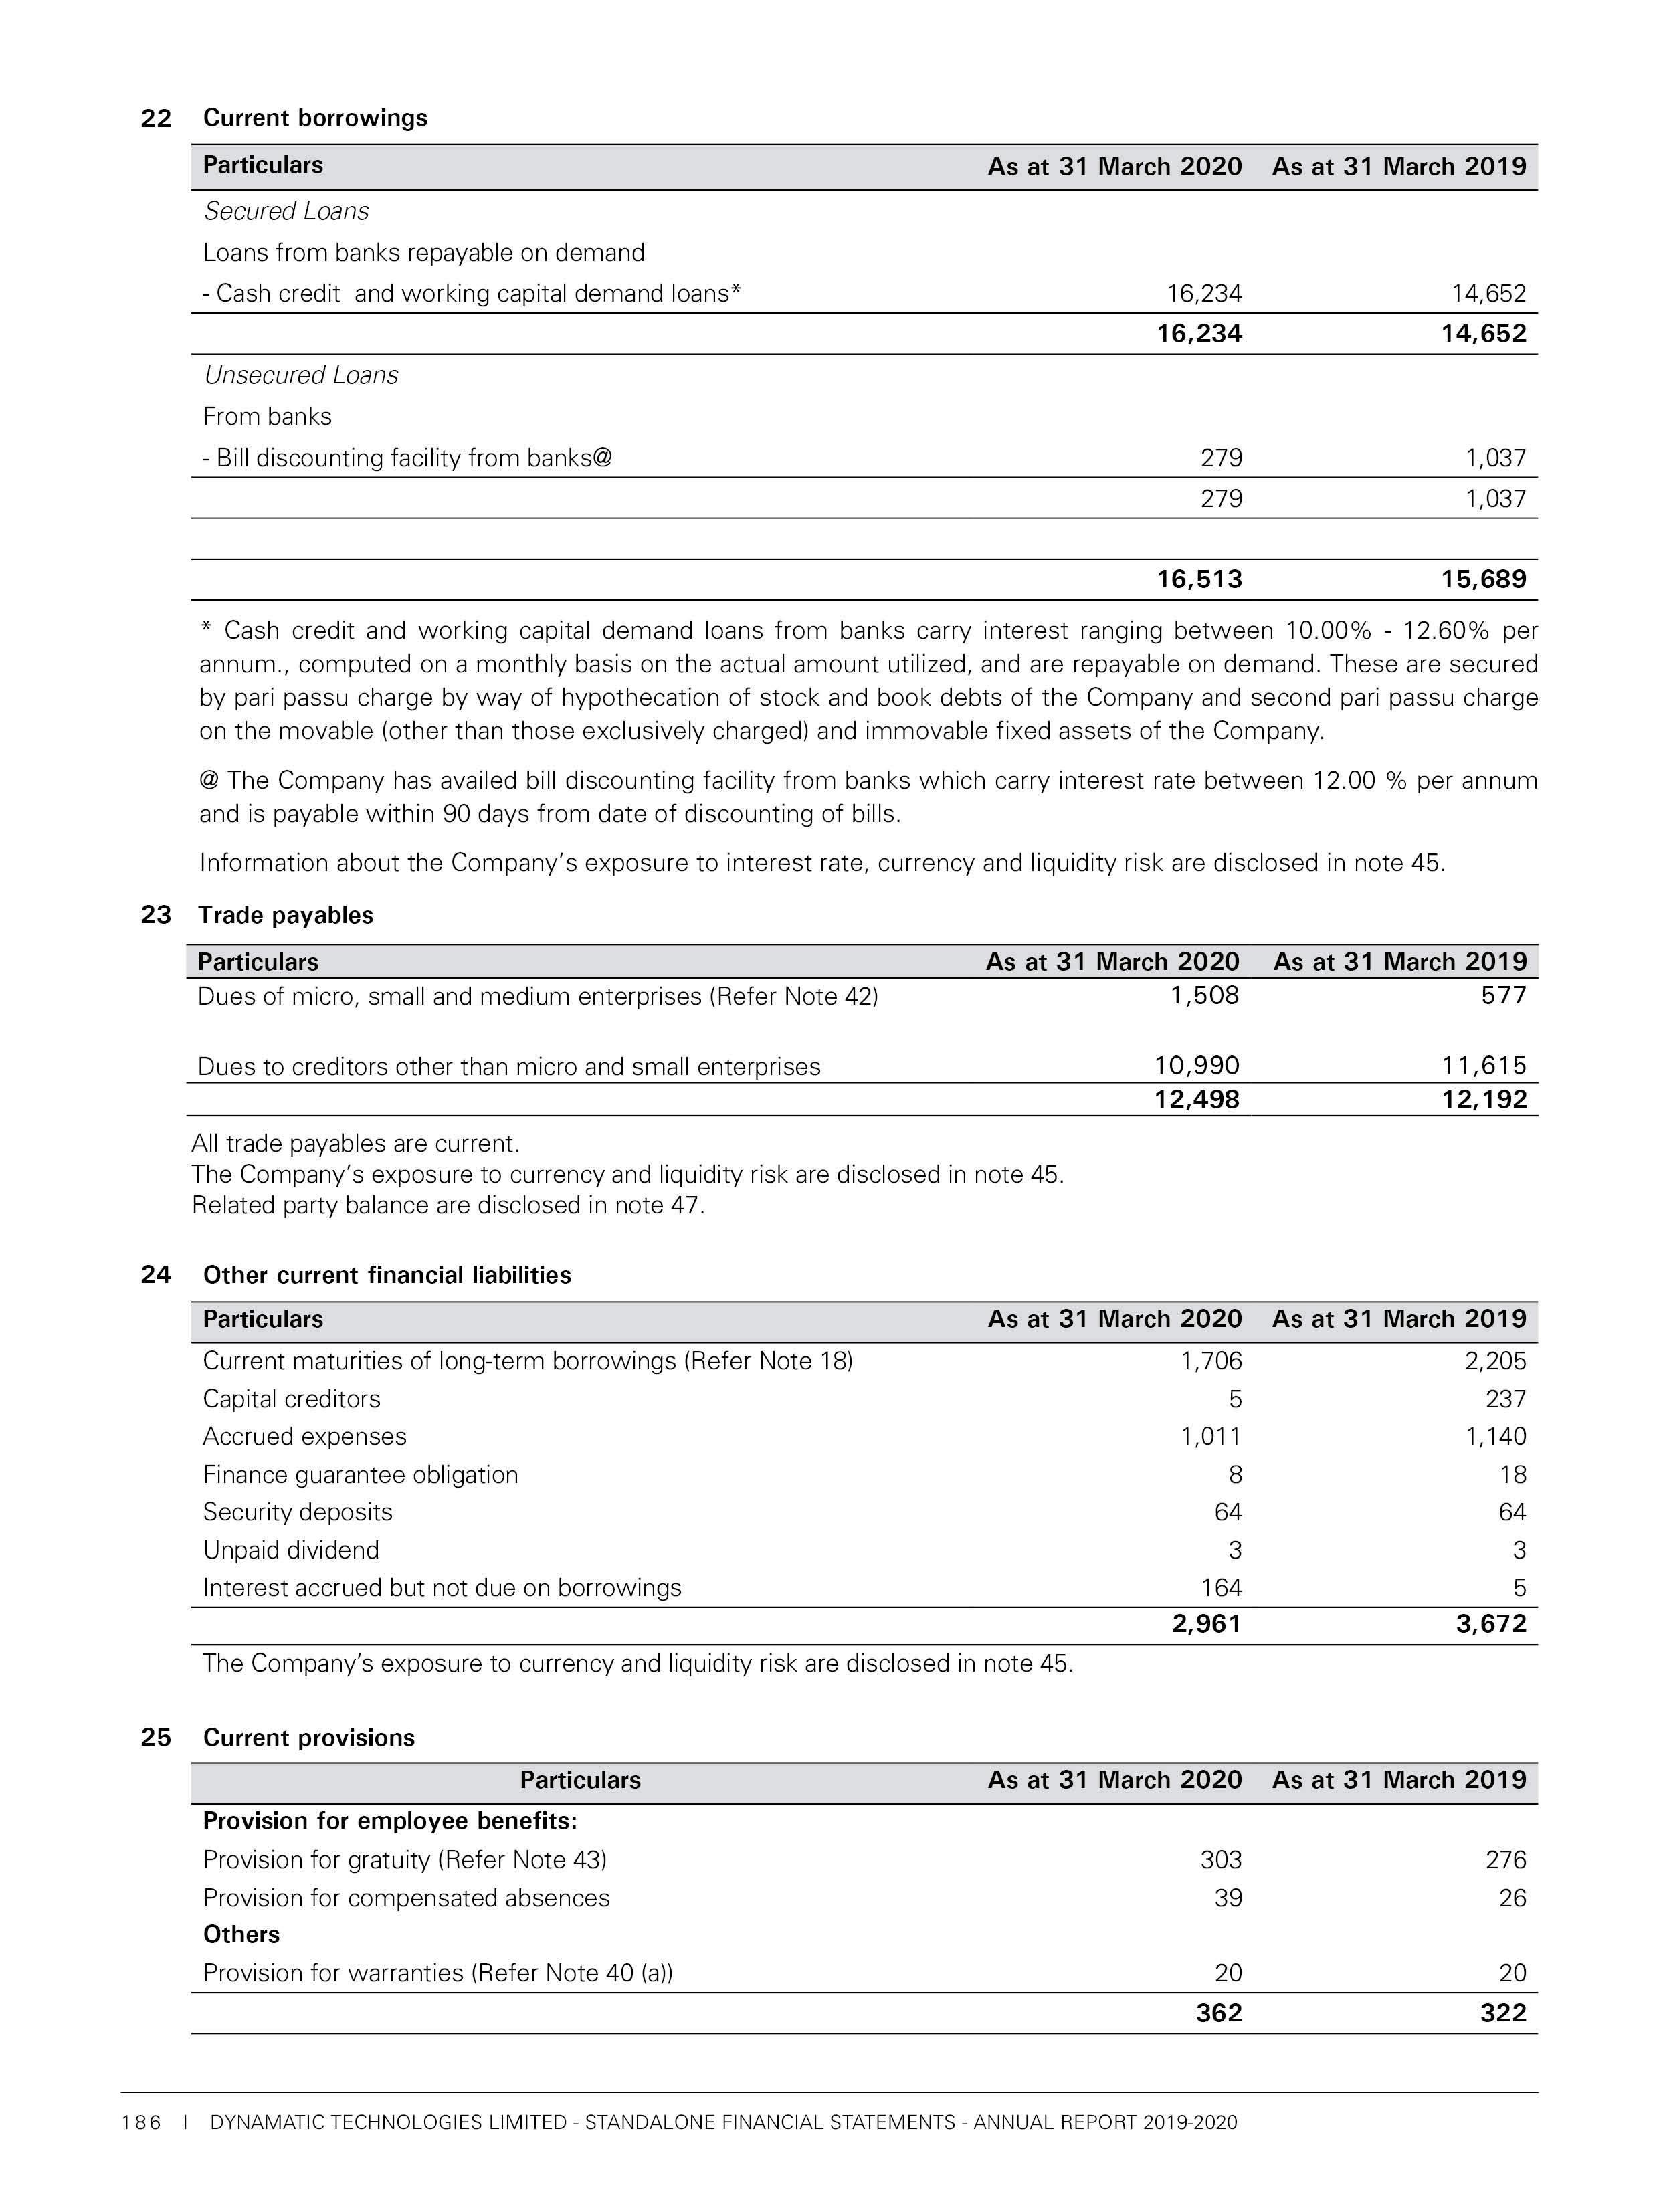 22 Current borrowings
Particulars As at 31 March 2020 As at 31 March 2019
Secured Loans
Loans from banks repayable on demand
- Cash credit and working capital demand loans* 16,234 14,652
16,234 14,652
Unsecured Loans
From banks
- Bill discounting facility from banks@ 279 1,037
279 1,037
16,513 15,689
* Cash credit and working capital demand loans from banks carry interest ranging between 10.00% - 12.60% per
annum., computed on a monthly basis on the actual amount utilized, and are repayable on demand. These are secured
by pari passu charge by way of hypothecation of stock and book debts of the Company and second pari passu charge
on the movable (other than those exclusively charged) and immovable fixed assets of the Company.
@ The Company has availed bill discounting facility from banks which carry interest rate between 12.00 % per annum
and is payable within 90 days from date of discounting of bills.
Information about the Company's exposure to interest rate, currency and liquidity risk are disclosed in note 45.
23 Trade payables
Particulars As at 31 March 2020 As at 31 March 2019
Dues of micro, small and medium enterprises (Refer Note 42) 1,508 577
Dues to creditors other than micro and small enterprises 10,990 11,615
12,498 12,192
All trade payables are current.
The Company's exposure to currency and liquidity risk are disclosed in note 45.
Related party balance are disclosed in note 47.
24 Other current financial liabilities
Particulars As at 31 March 2020 As at 31 March 2019
Current maturities of long-term borrowings (Refer Note 18) 1,706 2,205
Capital creditors 5 237
Accrued expenses 1,011 1,140
Finance guarantee obligation 8 18
Security deposits 64 64
Unpaid dividend 3 3
Interest accrued but not due on borrowings 164 5
2,961 3,672
The Company's exposure to currency and liquidity risk are disclosed in note 45.
25 Current provisions
Particulars As at 31 March 2020 As at 31 March 2019
Provision for employee benefits:
Provision for gratuity (Refer Note 43) 303 276
Provision for compensated absences 39 26
Others
Provision for warranties (Refer Note 40 (a)) 20 20
362 322
186 I DYNAMATIC TECHNOLOGIES LIMITED - STANDALONE FINANCIAL STATEMENTS - ANNUAL REPORT 2019-2020